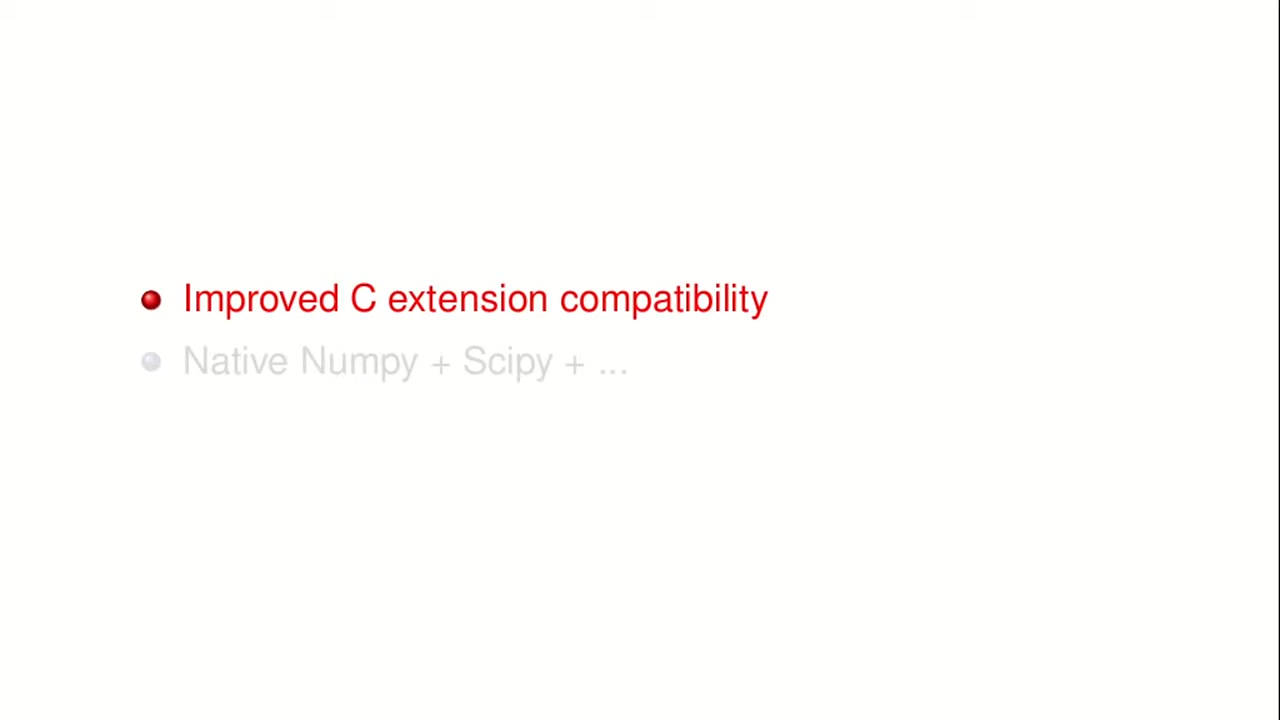 Improved C extension compatibility
Native Numpy + Scipy + ...